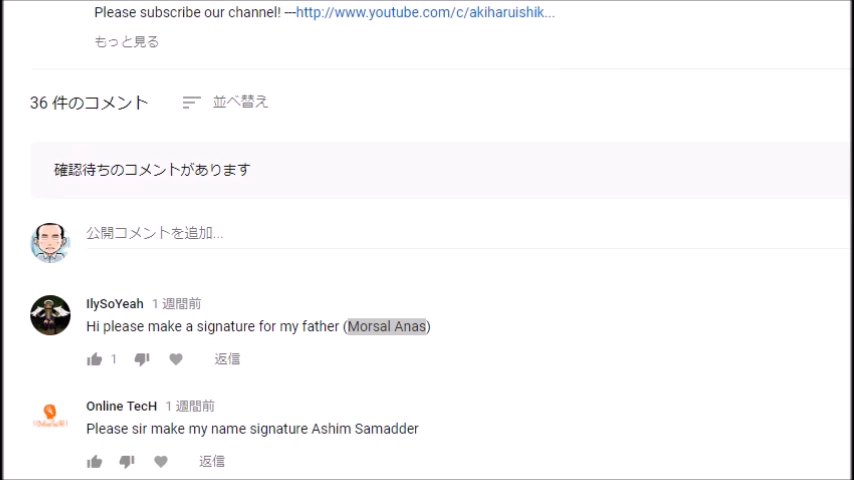 Please subscribe our channel! ---http://www.youtube.com/c/akiharuishik...
もっと見る
36 件のコメント 並べ替え
確認待ちのコメントがあります
公開コメントを追加...
IlySoYeah 1 週間前
Hi please make a signature for my father (Morsal Anas)
1 返信
Online TecH 1 週間前
Please sir make my name signature Ashim Samadder
返信